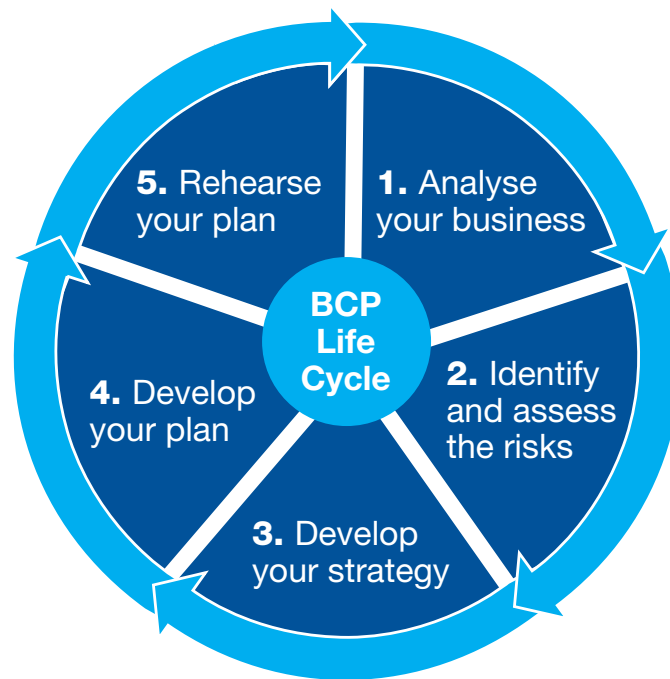 BCP
Life
Cycle
1. Analyse
your business
2. Identify
and assess
the risks
3. Develop
your strategy
4. Develop
your plan
5. Rehearse
your plan